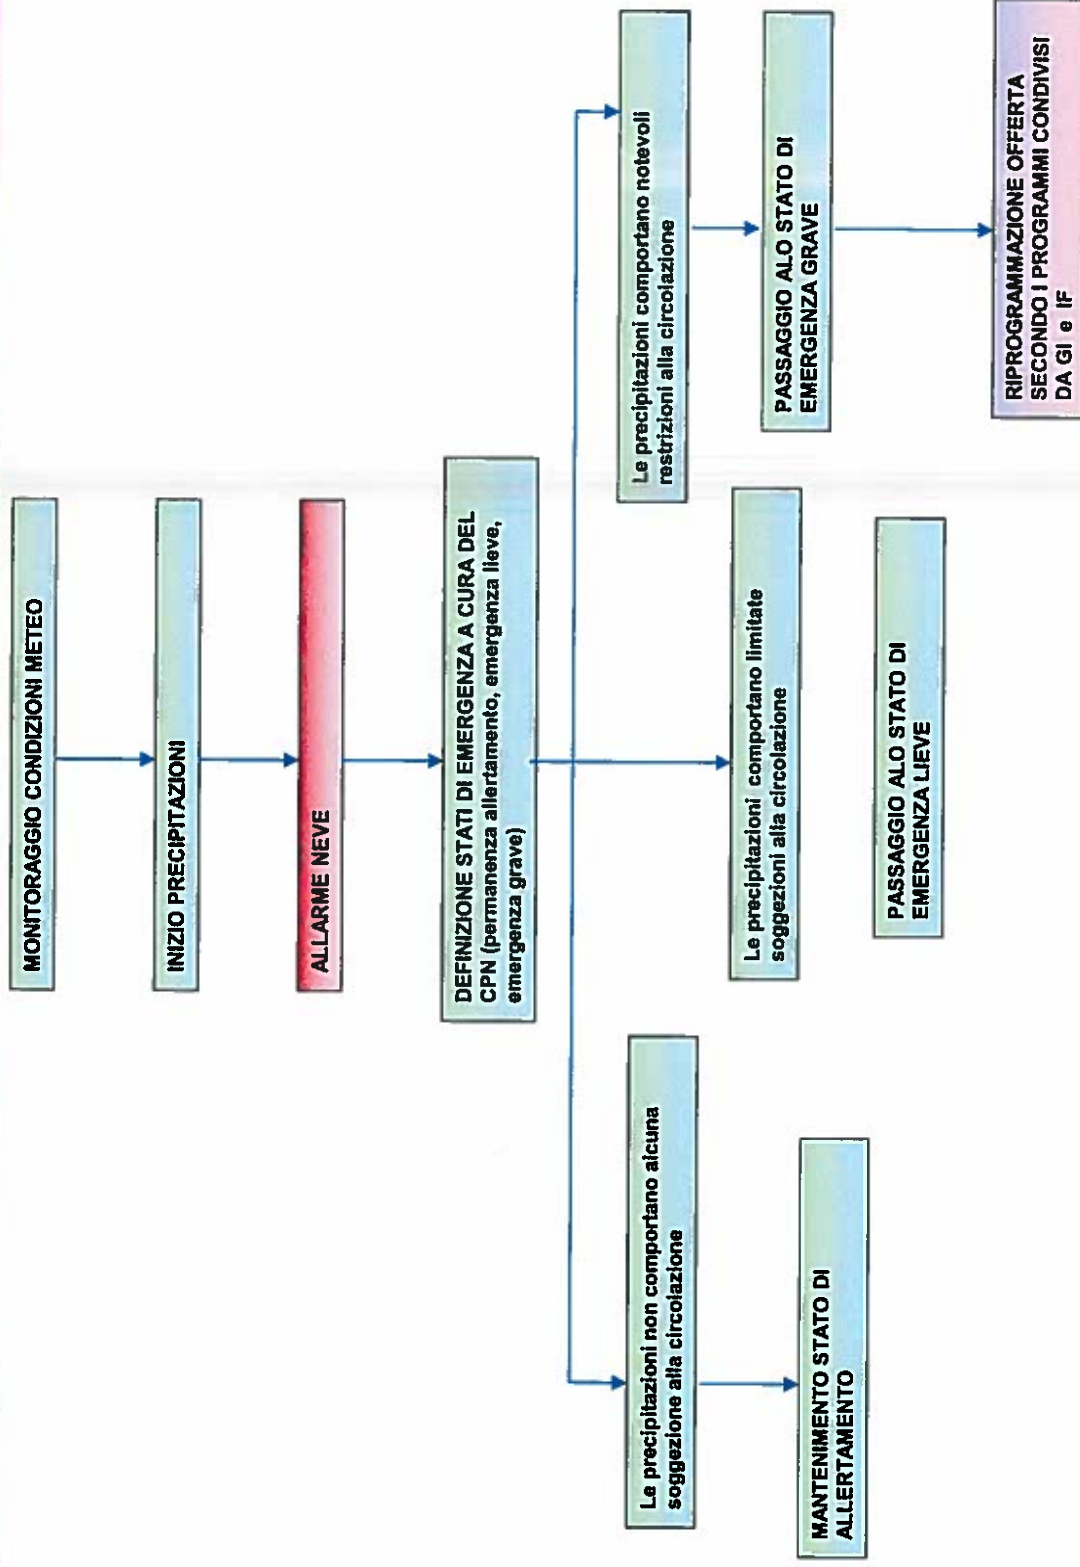 MONITORAGGIO CONDIZIONI METEO
INIZIO PRECIPITAZIONI
ALLARME NEVE
DEFINIZIONE STATI DI EMERGENZA A CURA DEL
CPN (permanenza allertamento, emergenza lieve,
emergenza grave)
Le precipitazioni non comportano alcuna
soggezione alla circolazione
MANTENIMENTO STATO DI
ALLERTAMENTO
Le precipitazioni comportano limitate
soggezioni alla circolazione
PASSAGGIO ALO STATO DI
EMERGENZA LIEVE
Le precipitazioni comportano notevoli
restrizioni alla circolazione
PASSAGGIO ALO STATO DI
EMERGENZA GRAVE
RIPROGRAMMAZIONE OFFERTA
SECONDO I PROGRAMMI CONDIVISI
DA GI e IF